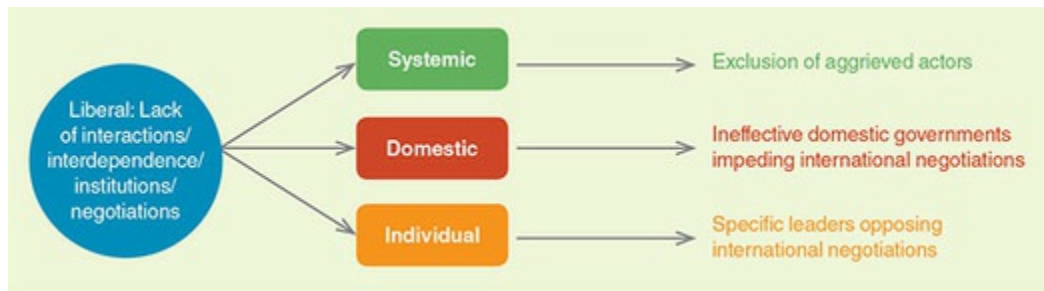 Liberal: Lack
of interactions/
interdependence/
institutions/
negotiations
Systemic
Exclusion of aggrieved actors
Domestic
Ineffective domestic governments
impeding international negotiations
Individual
Specific leaders opposing
international negotiations